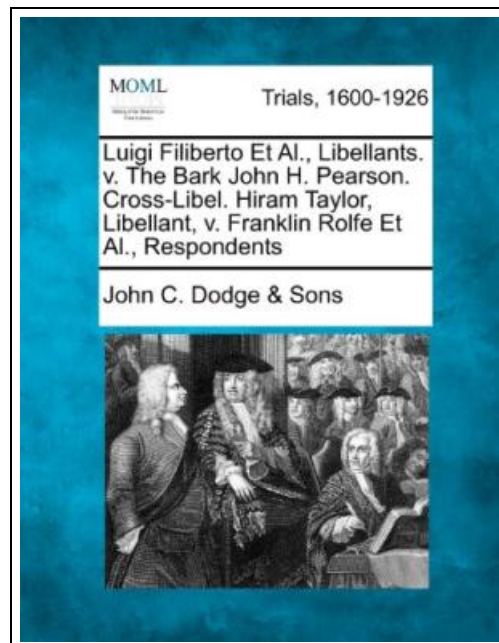 MOML
Trials, 1600-1926
Luigi Filiberto Et Al., Libellants.
v. The Bark John H. Pearson.
Cross-Libel. Hiram Taylor,
Libellant, v. Franklin Rolfe Et
Al., Respondents
John C. Dodge & Sons